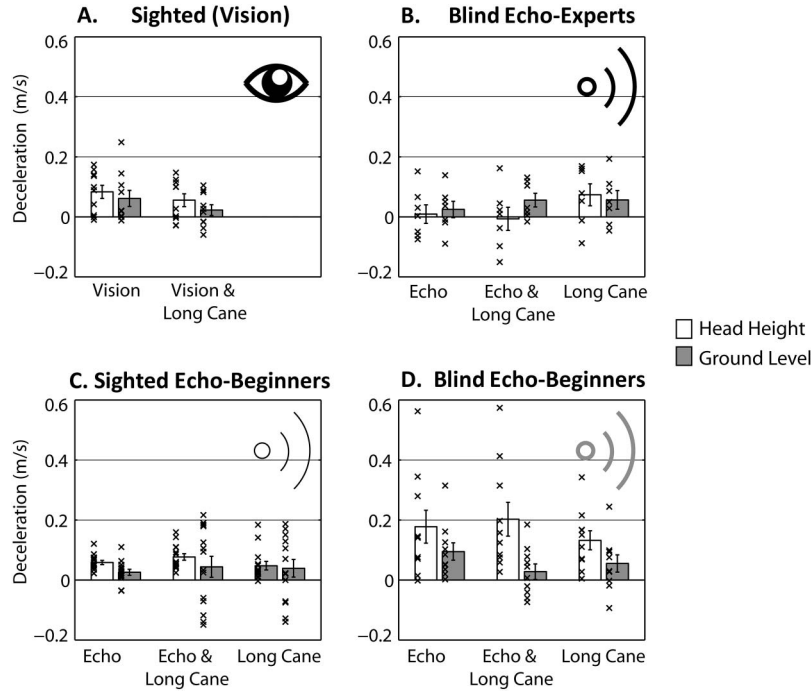 A. Sighted (Vision)
B. Blind Echo-Experts
Deceleration (m/s)
0.6
0.4
0.2
0
−0.2
Vision
Vision &
Long Cane
0.6
0.4
0.2
0
−0.2
Echo
Echo &
Long Cane
Long Cane
Head Height
Ground Level
C. Sighted Echo-Beginners
D. Blind Echo-Beginners
Deceleration (m/s)
0.6
0.4
0.2
0
−0.2
Echo
Echo &
Long Cane
Long Cane
0.6
0.4
0.2
0
−0.2
Echo
Echo &
Long Cane
Long Cane